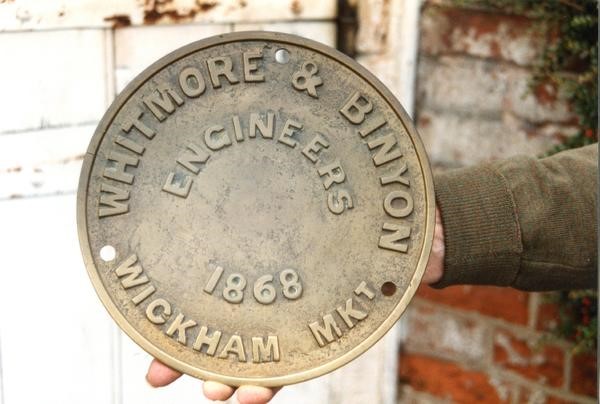 WHITMORE & BINYON
ENGINEERS
1868
WICKHAM MKT